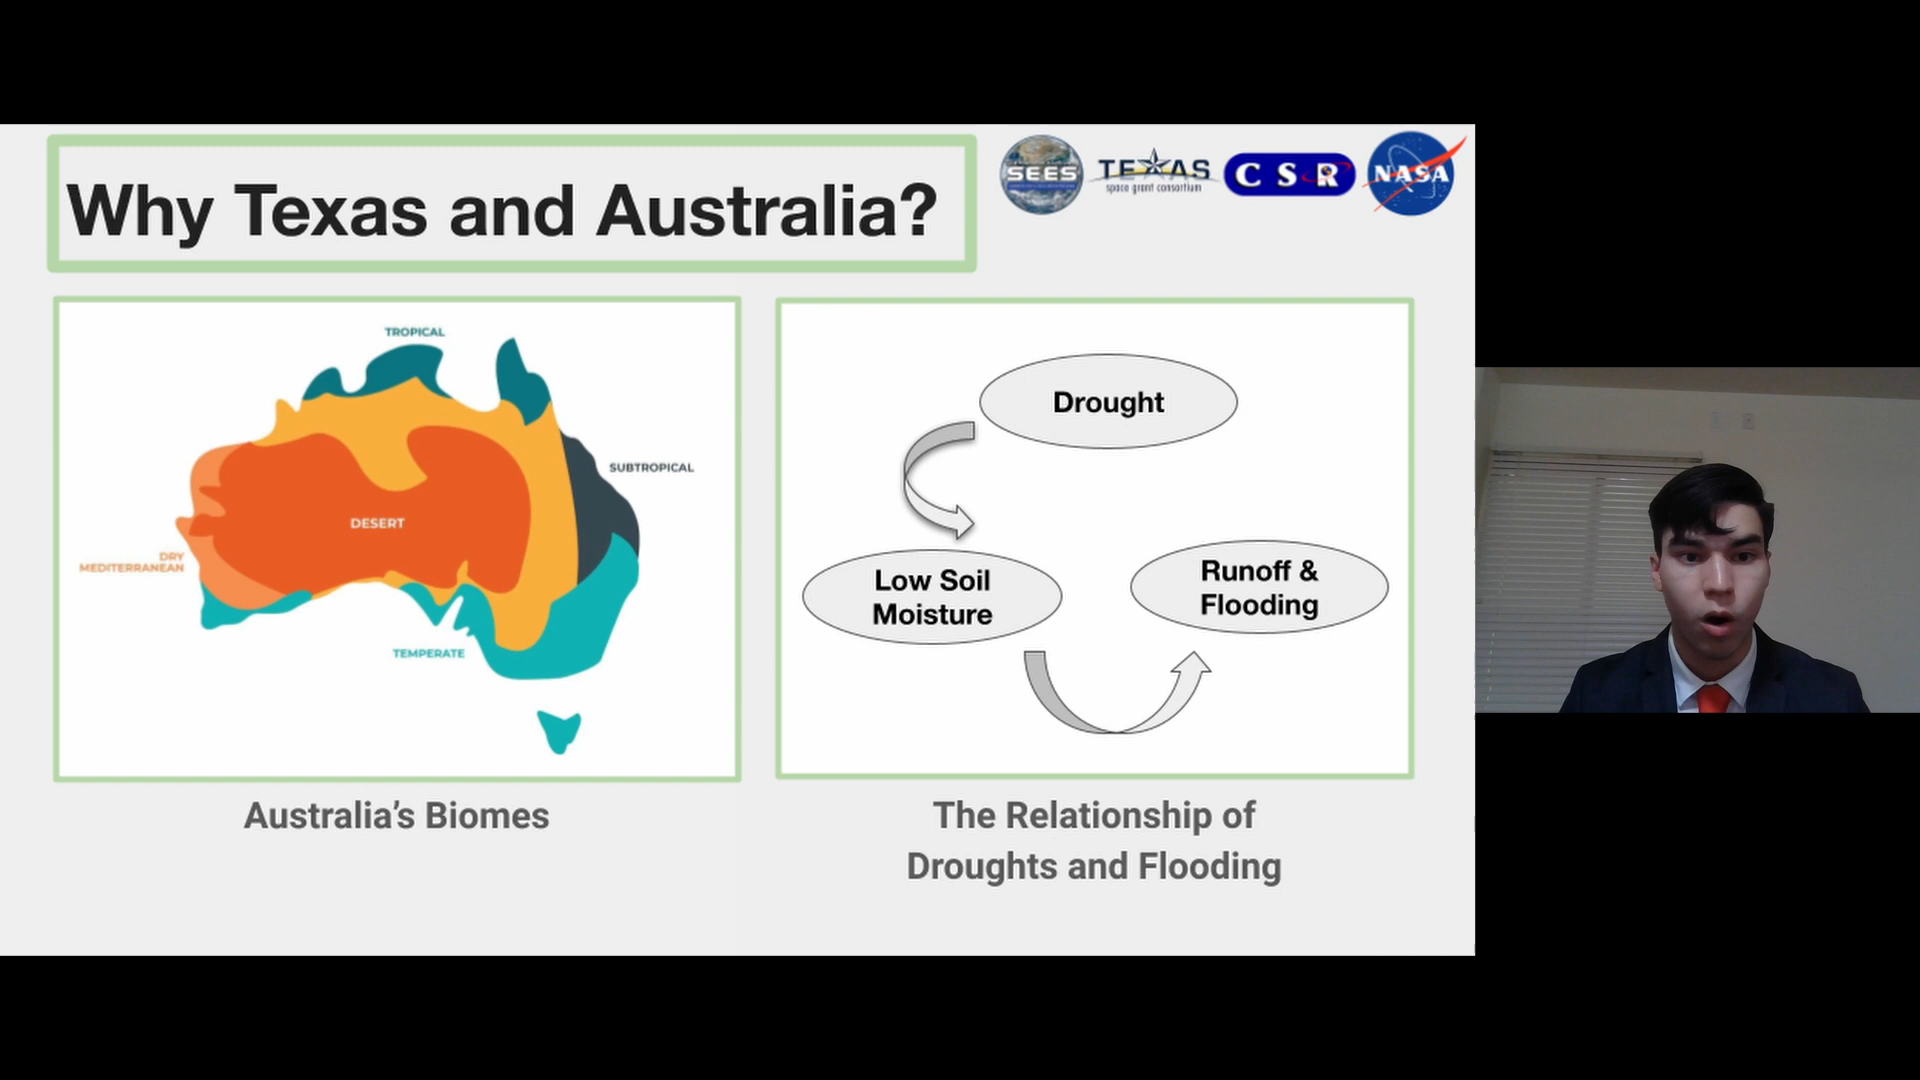 Why Texas and Australia?
SEES
TEXAS
space grant consortium
CSR
NASA
TROPICAL
SUBTROPICAL
DESERT
DRY
MEDITERRANEAN
TEMPERATE
Drought
Low Soil
Moisture
Runoff &
Flooding
Australia’s Biomes
The Relationship of
Droughts and Flooding